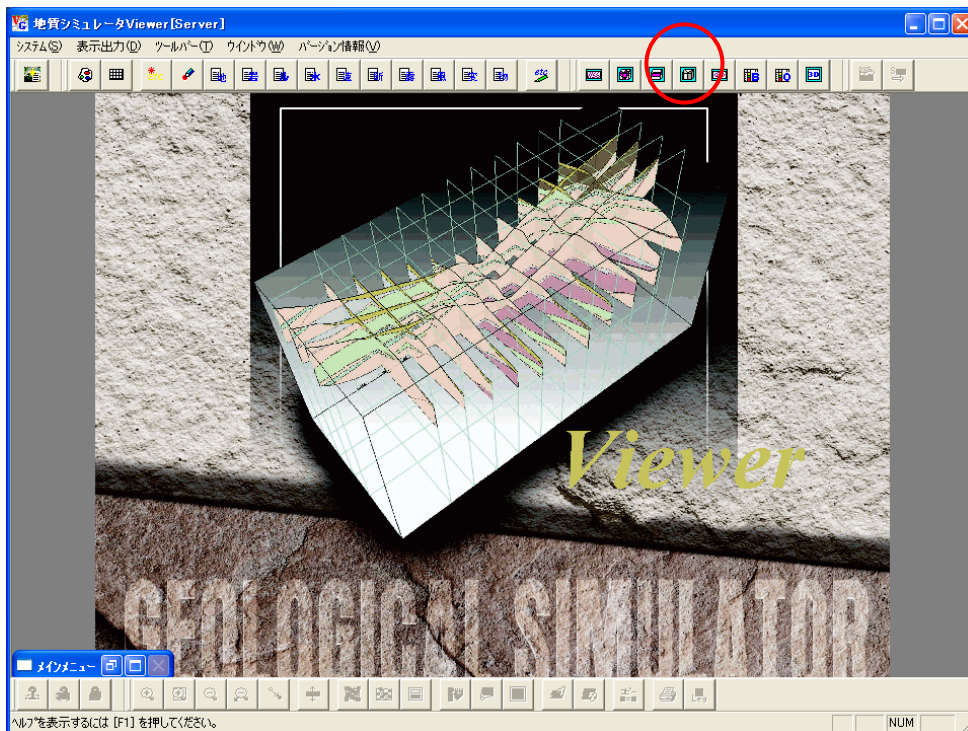 地質シミュレータViewer[Server]
システム(S) 表示出力(D) ツールバー(T) ウインドウ(W) バージョン情報(V)
etc
3D
Viewer
GEOLOGICAL SIMULATOR
メインメニュー
ヘルプを表示するには [F1] を押してください。
NUM